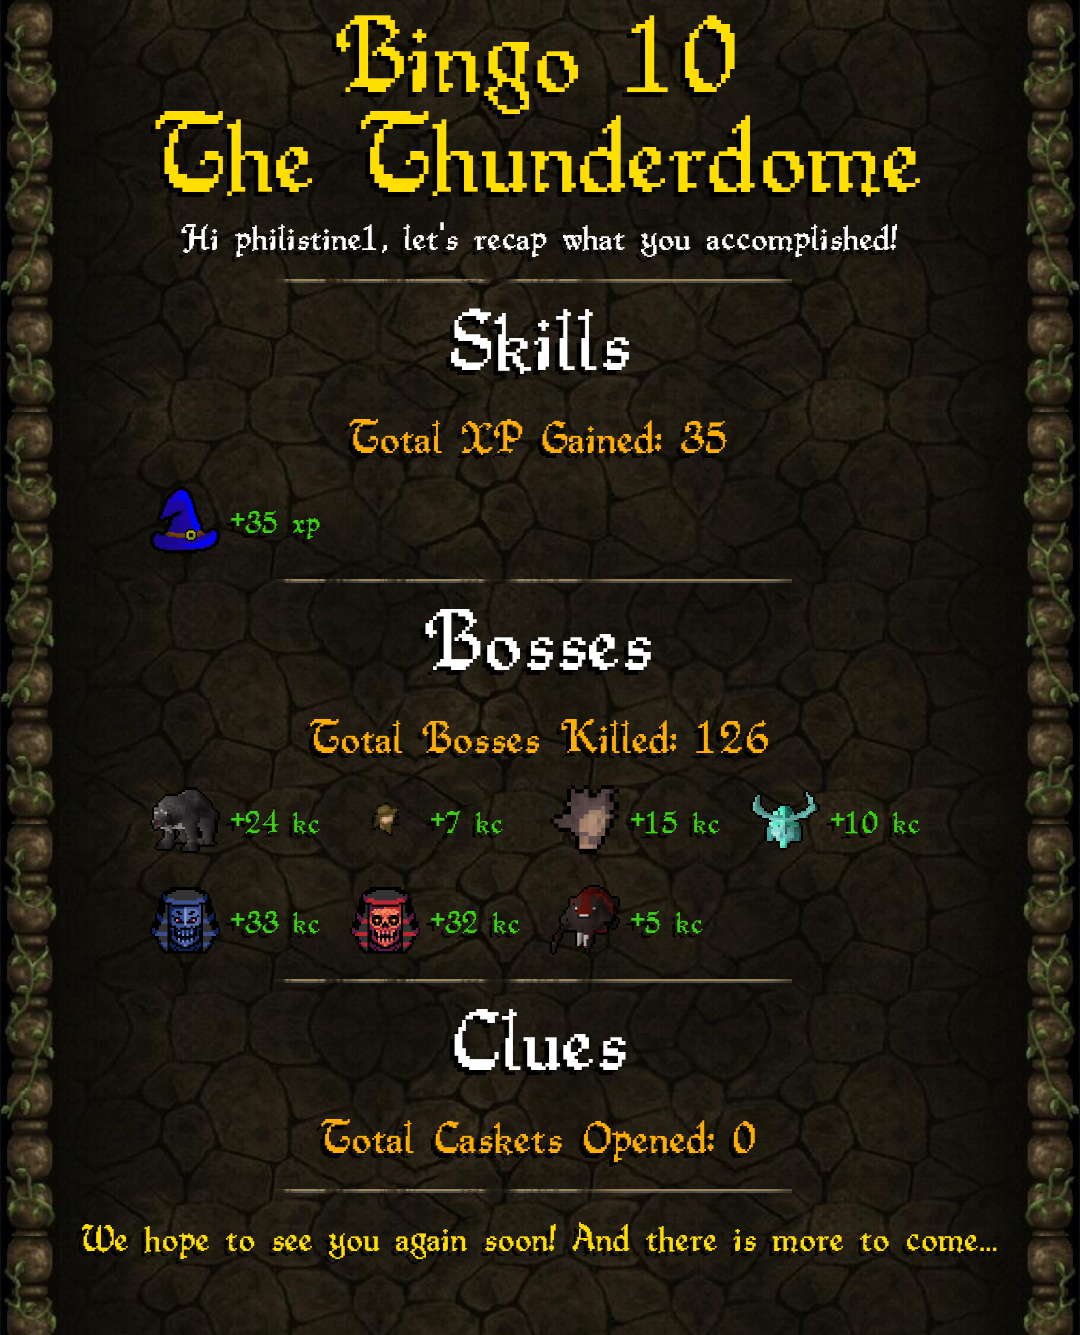 Bingo 10
The Thunderdome
Hi philistine1, let's recap what you accomplished!
Skills
Total XP Gained: 35
+35 xp
Bosses
Total Bosses Killed: 126
+24 kc +7 kc +15 kc +10 kc
+33 kc +32 kc +5 kc
Clues
Total Caskets Opened: 0
We hope to see you again soon! And there is more to come...